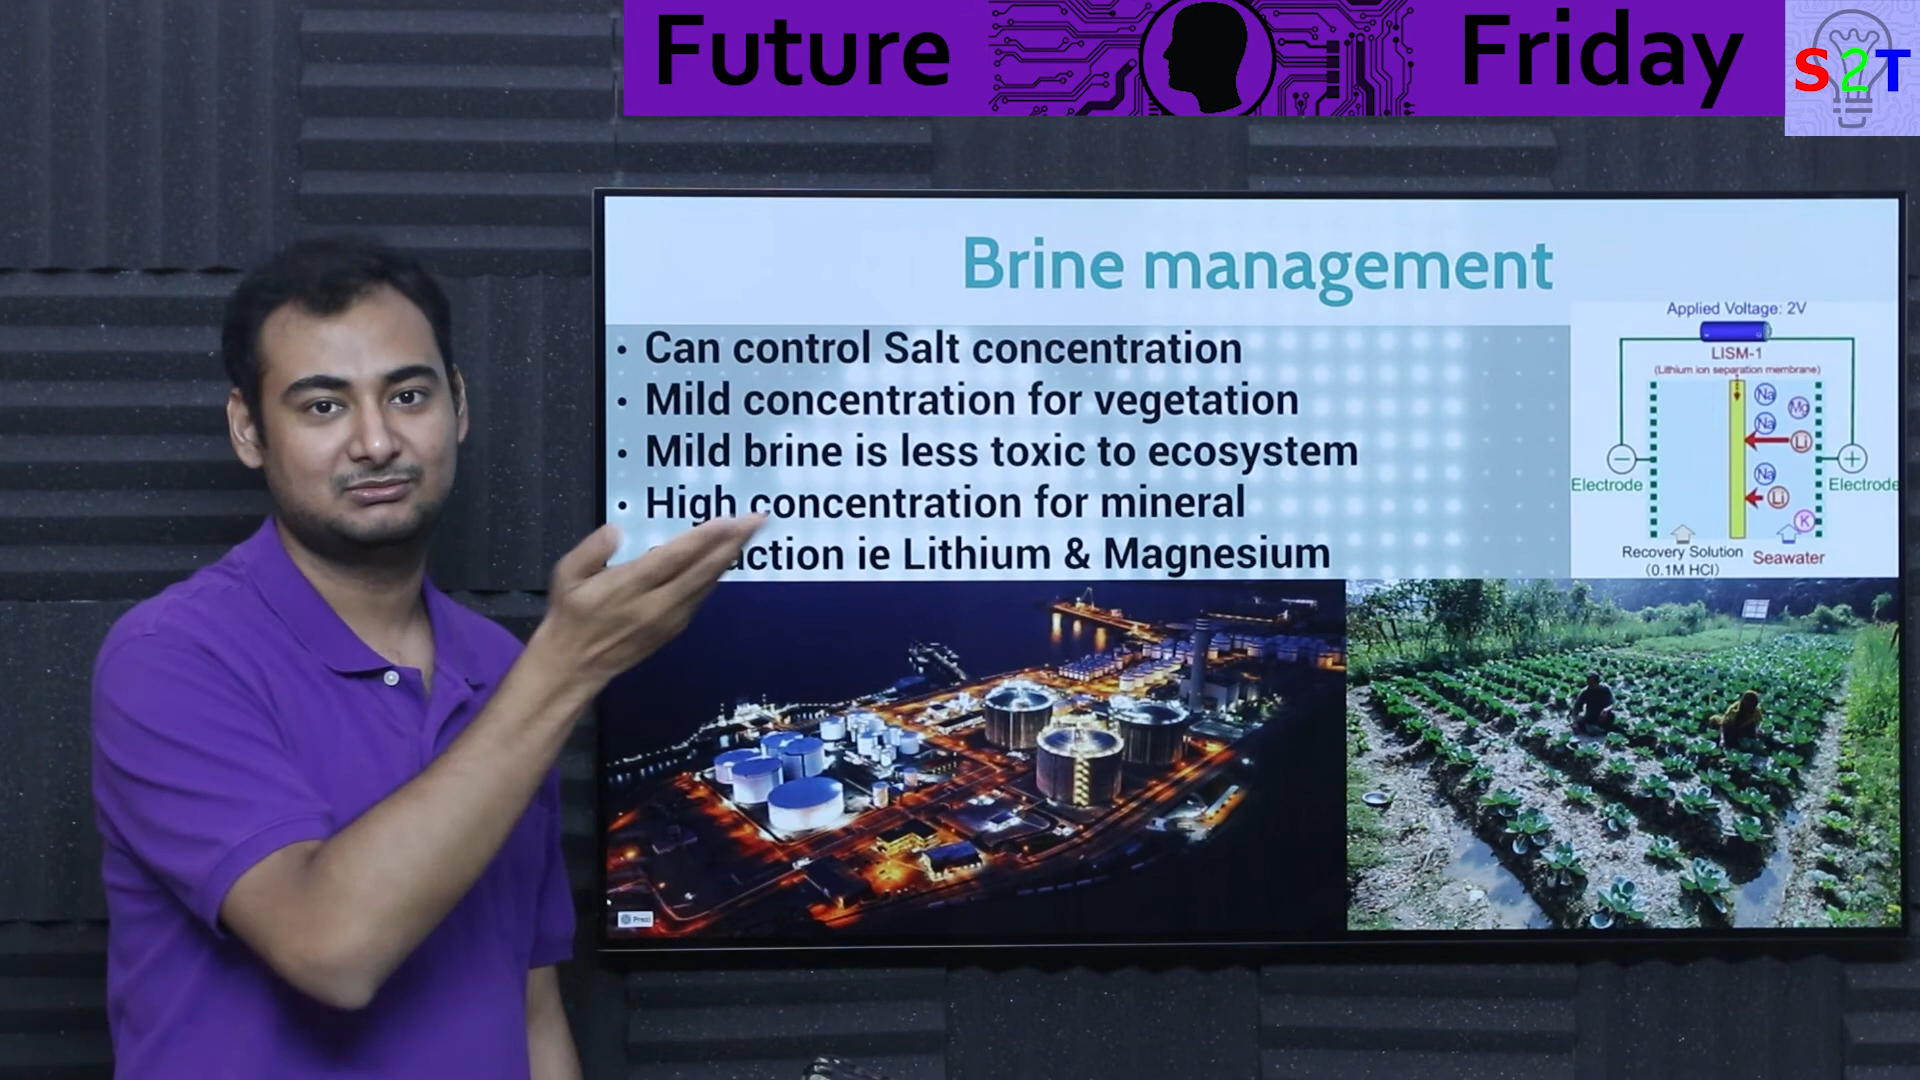 Future Friday
S2T
Brine management
• Can control Salt concentration
• Mild concentration for vegetation
• Mild brine is less toxic to ecosystem
• High concentration for mineral
action ie Lithium & Magnesium
Applied Voltage: 2V
LISM-1
(Lithium ion separation membrane)
Na
Mg
Na
Li
− +
Electrode Electrode
Na
Li
K
Recovery Solution Seawater
(0.1M HCl)
Prezi